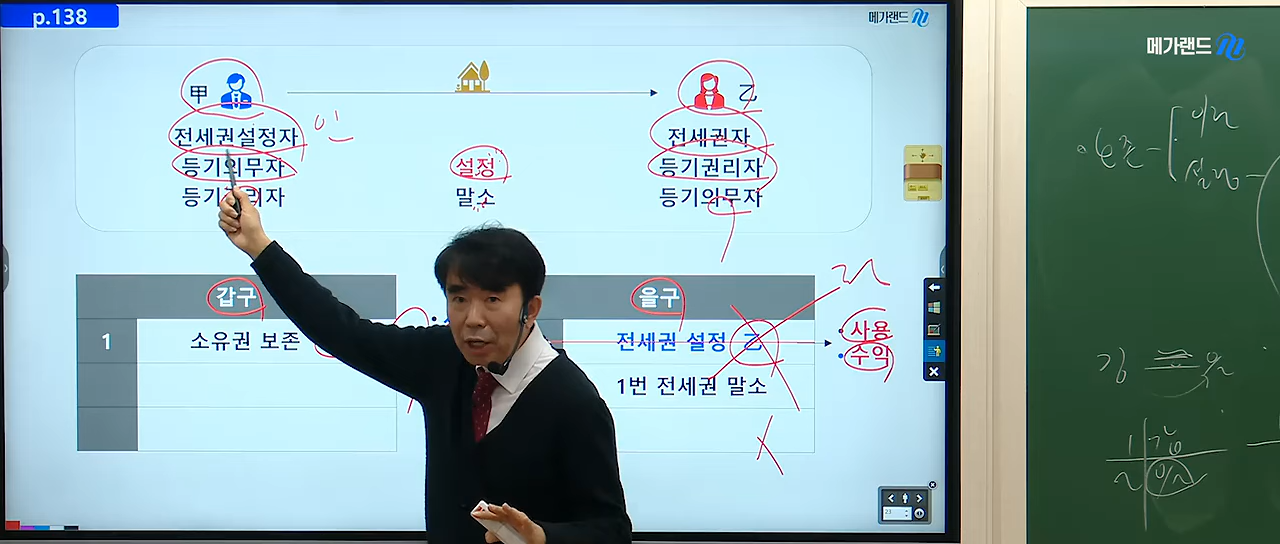 p.138
메가랜드
메가랜드
甲
乙
전세권설정자
인
전세권자
등기의무자
설정
등기권리자
등기권리자
말소
등기의무자
갑구
을구
1
소유권 보존
전세권 설정 乙
사용
수익
1번 전세권 말소